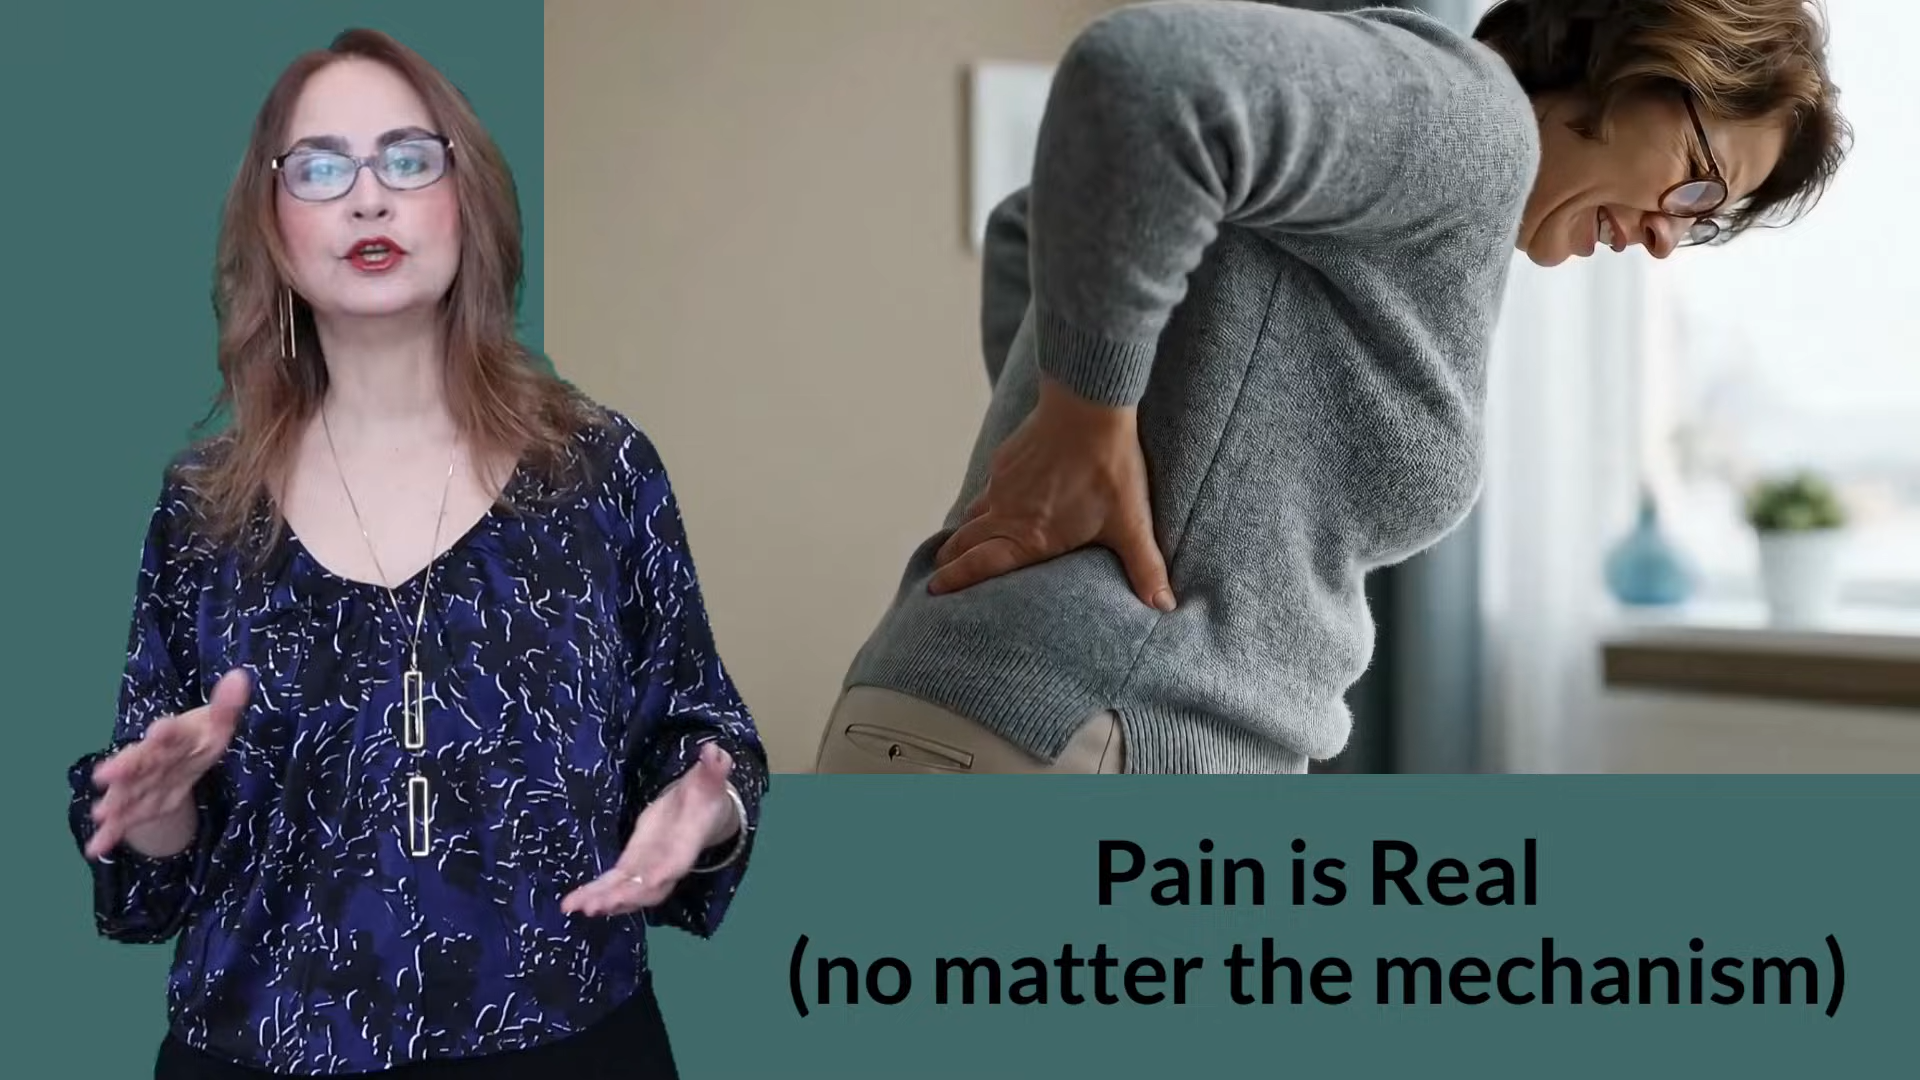 Pain is Real
(no matter the mechanism)